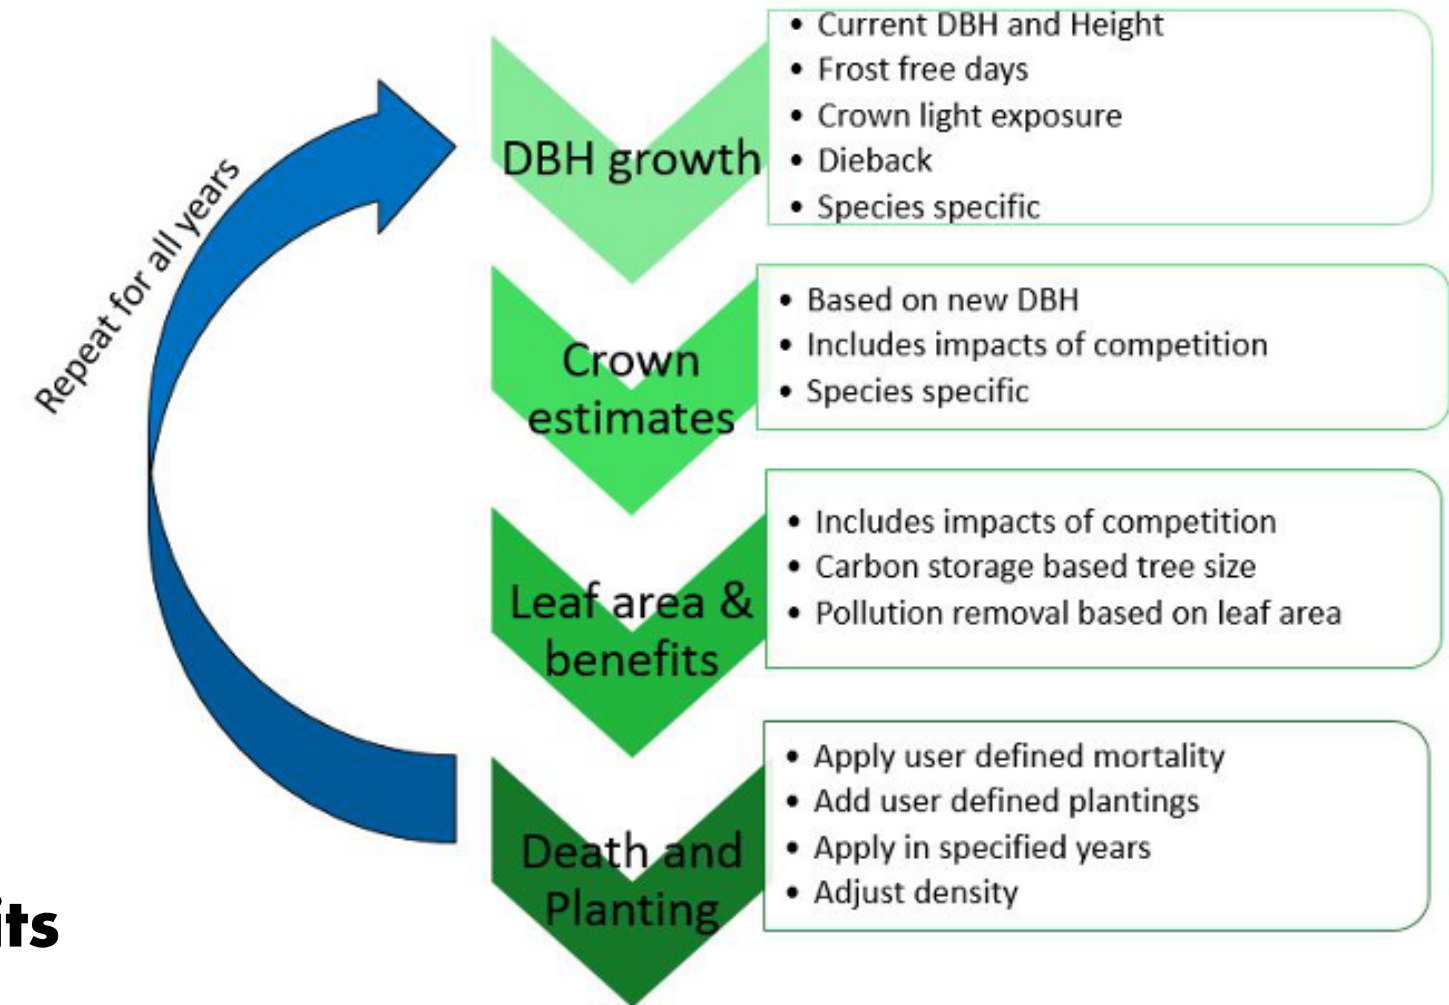 Repeat for all years
DBH growth
• Current DBH and Height
• Frost free days
• Crown light exposure
• Dieback
• Species specific
Crown
estimates
• Based on new DBH
• Includes impacts of competition
• Species specific
Leaf area &
benefits
• Includes impacts of competition
• Carbon storage based tree size
• Pollution removal based on leaf area
Death and
Planting
• Apply user defined mortality
• Add user defined plantings
• Apply in specified years
• Adjust density
its